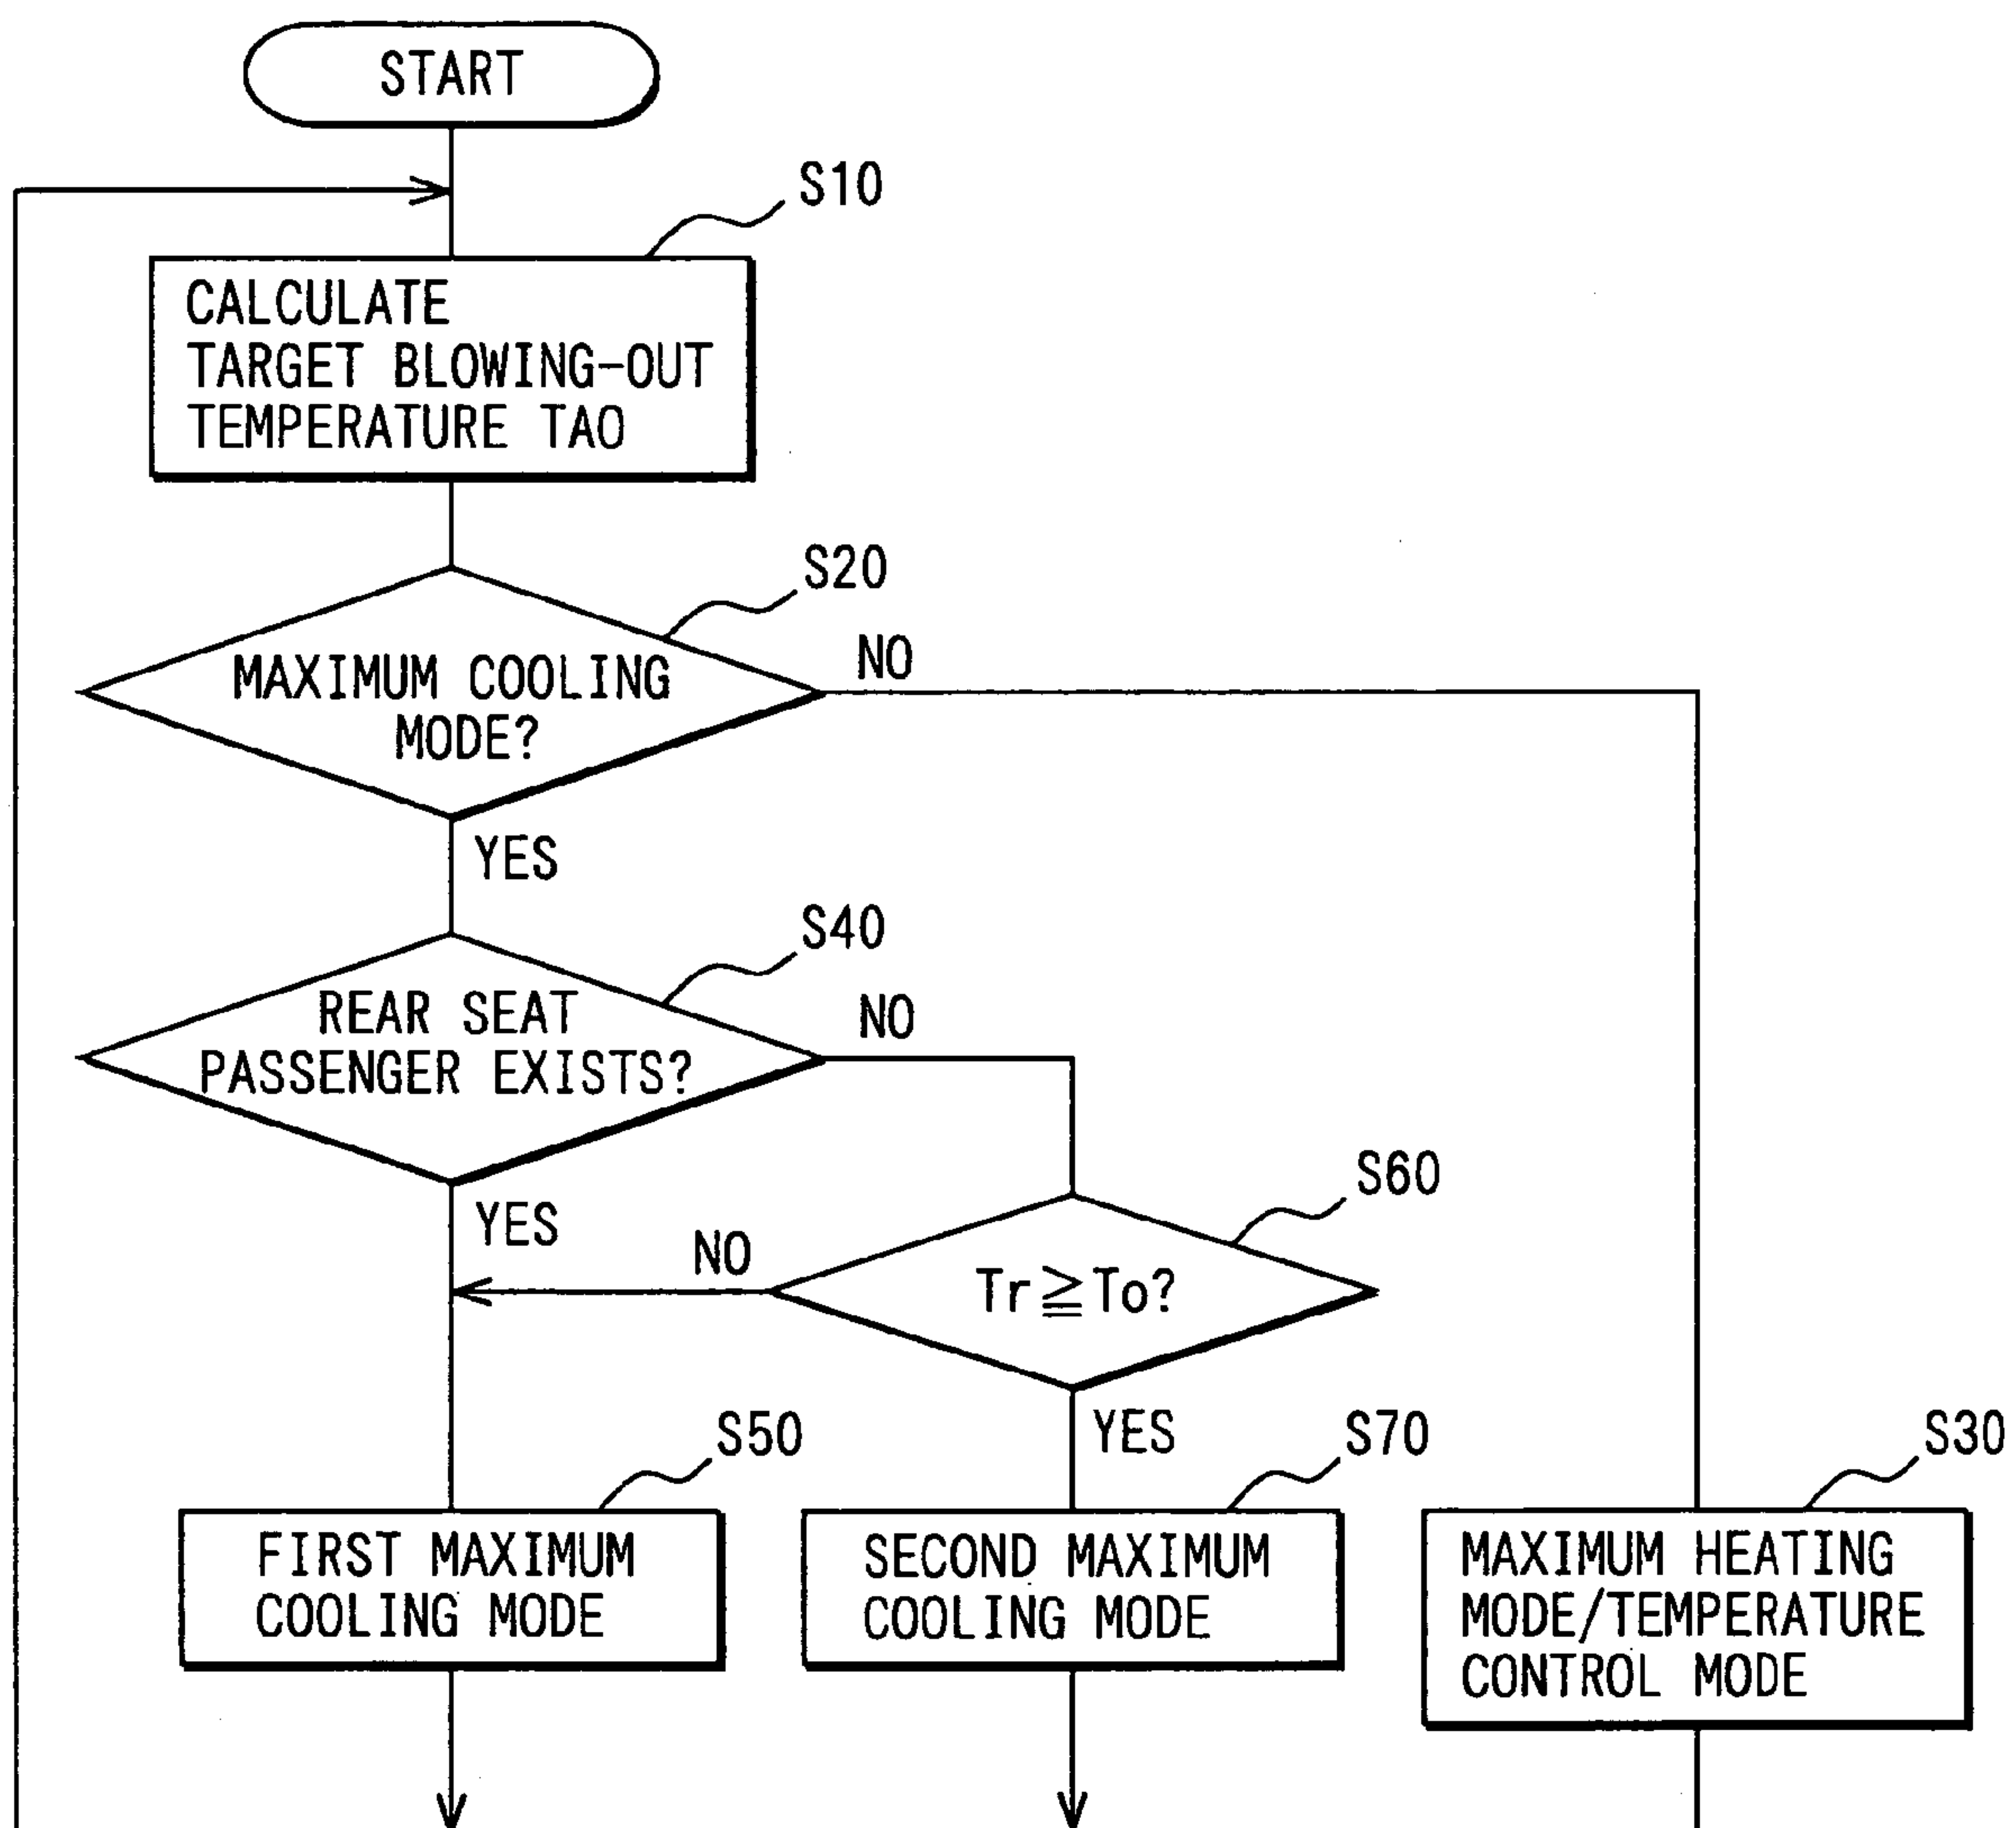 START
S10
CALCULATE
TARGET BLOWING-OUT
TEMPERATURE TAO
S20
MAXIMUM COOLING
MODE?
NO
YES
S40
REAR SEAT
PASSENGER EXISTS?
NO
YES
S60
Tr≧To?
NO
YES
S50
FIRST MAXIMUM
COOLING MODE
S70
SECOND MAXIMUM
COOLING MODE
S30
MAXIMUM HEATING
MODE/TEMPERATURE
CONTROL MODE